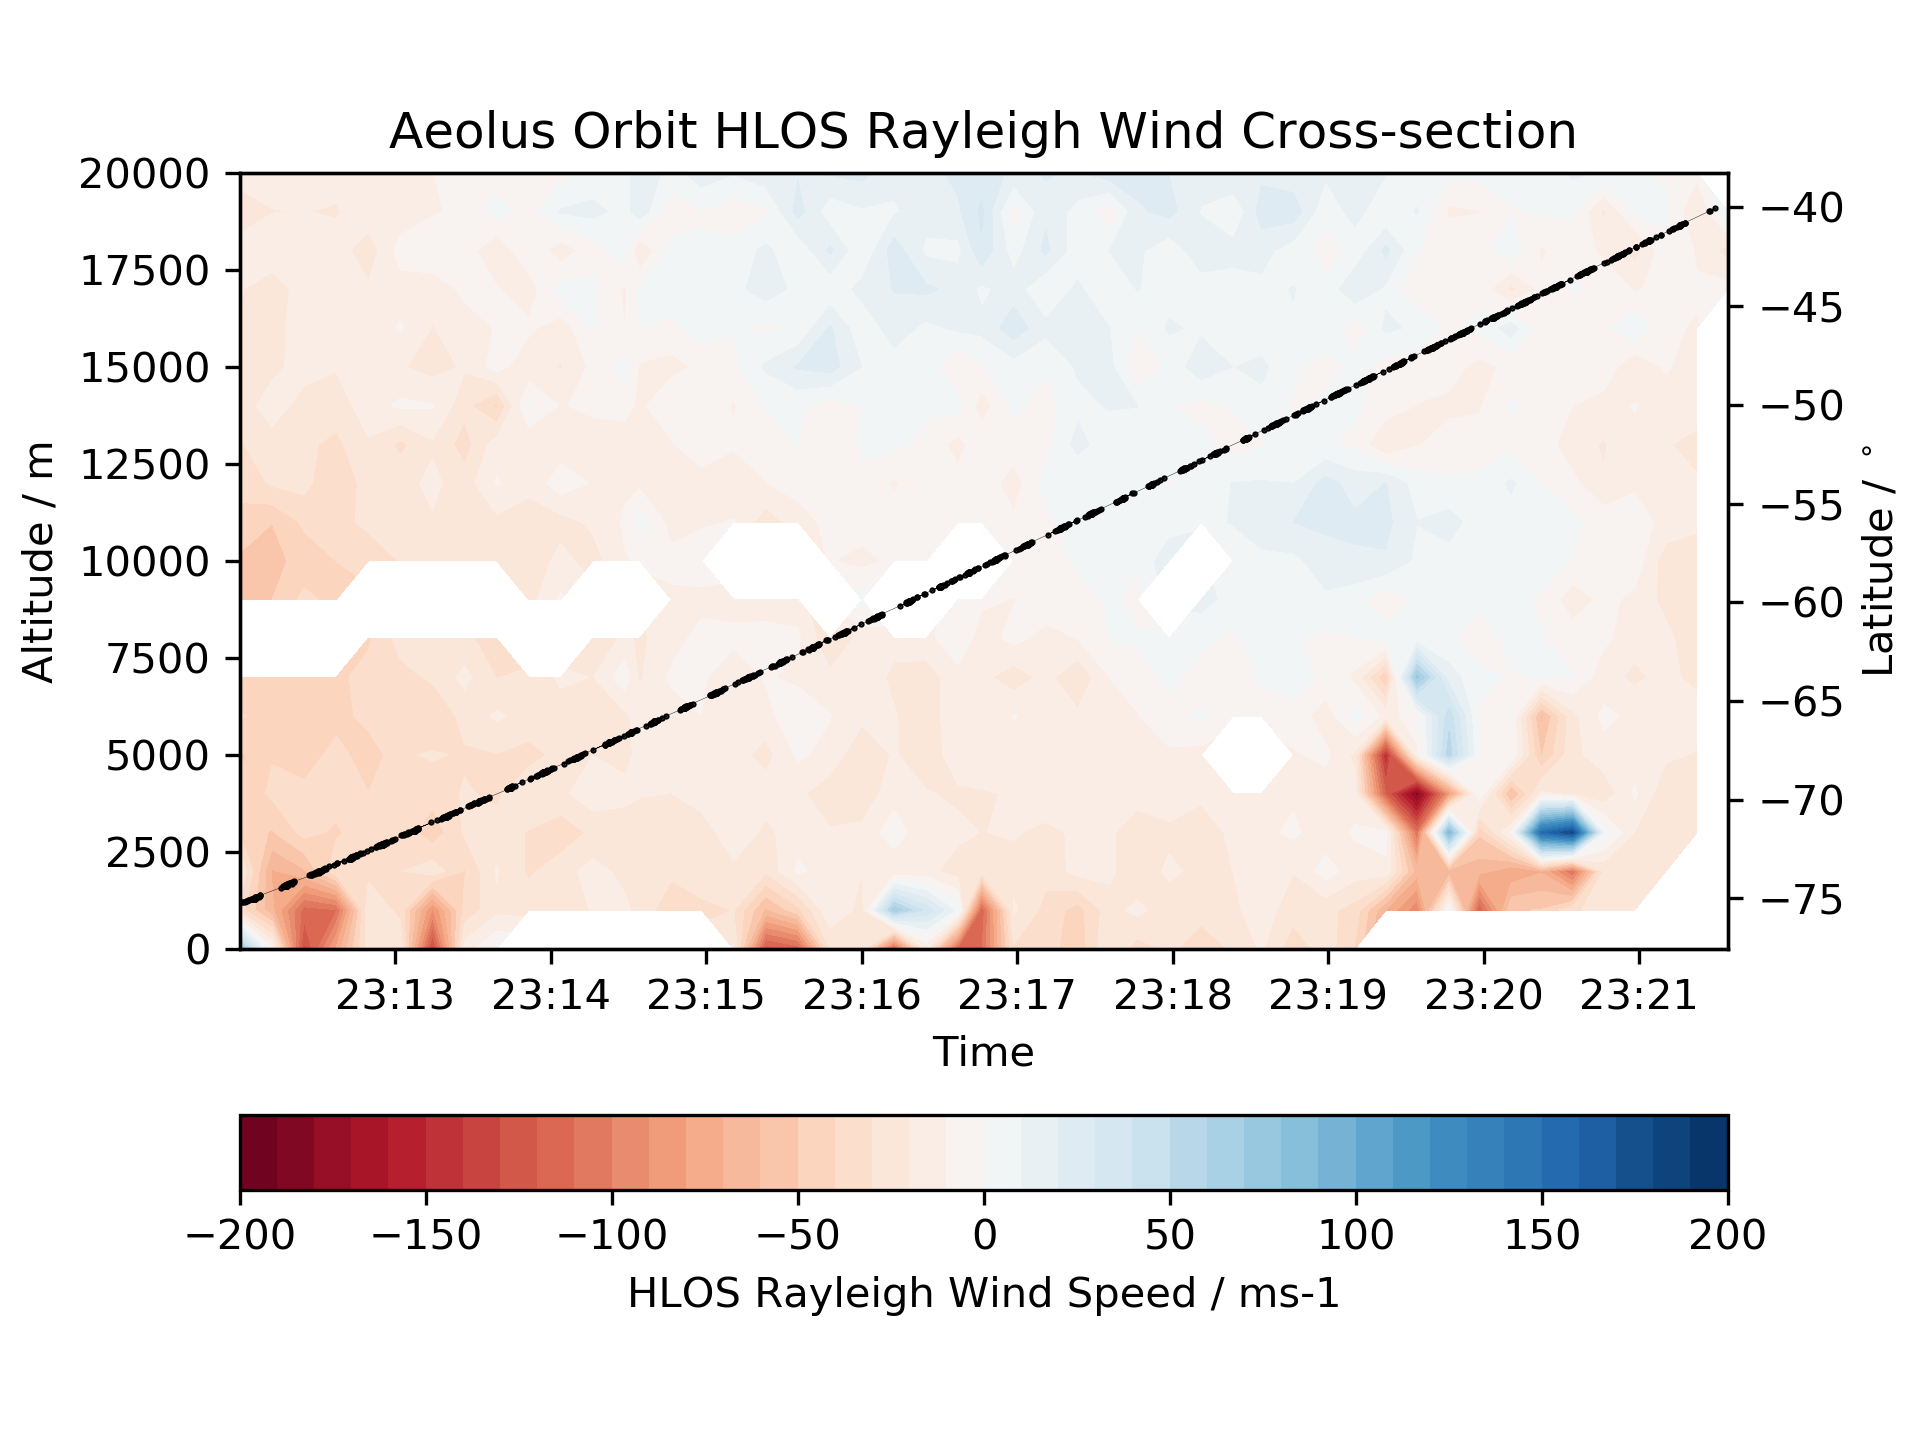 Aeolus Orbit HLOS Rayleigh Wind Cross-section
20000
17500
15000
12500
10000
7500
5000
2500
0
Altitude / m
−40
−45
−50
−55
−60
−65
−70
−75
Latitude / °
23:13 23:14 23:15 23:16 23:17 23:18 23:19 23:20 23:21
Time
−200 −150 −100 −50 0 50 100 150 200
HLOS Rayleigh Wind Speed / ms-1